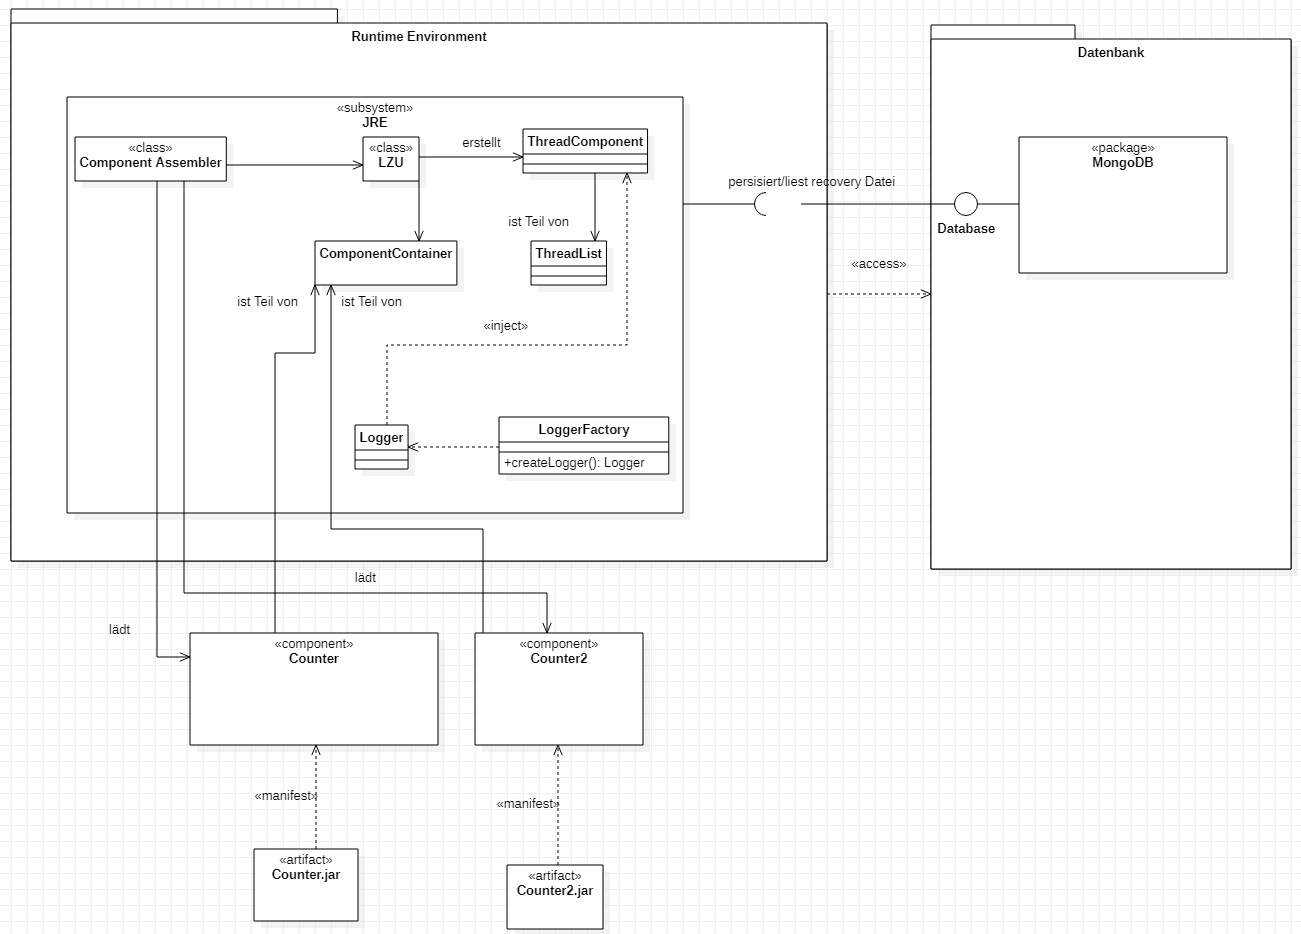 Runtime Environment
Datenbank
«subsystem»
JRE
«class»
Component Assembler
«class»
LZU
erstellt
ThreadComponent
«package»
MongoDB
persisiert/liest recovery Datei
Database
ist Teil von
ThreadList
ComponentContainer
«access»
ist Teil von
ist Teil von
«inject»
Logger
LoggerFactory
+createLogger(): Logger
lädt
lädt
«component»
Counter
«component»
Counter2
«manifest»
«manifest»
«artifact»
Counter.jar
«artifact»
Counter2.jar